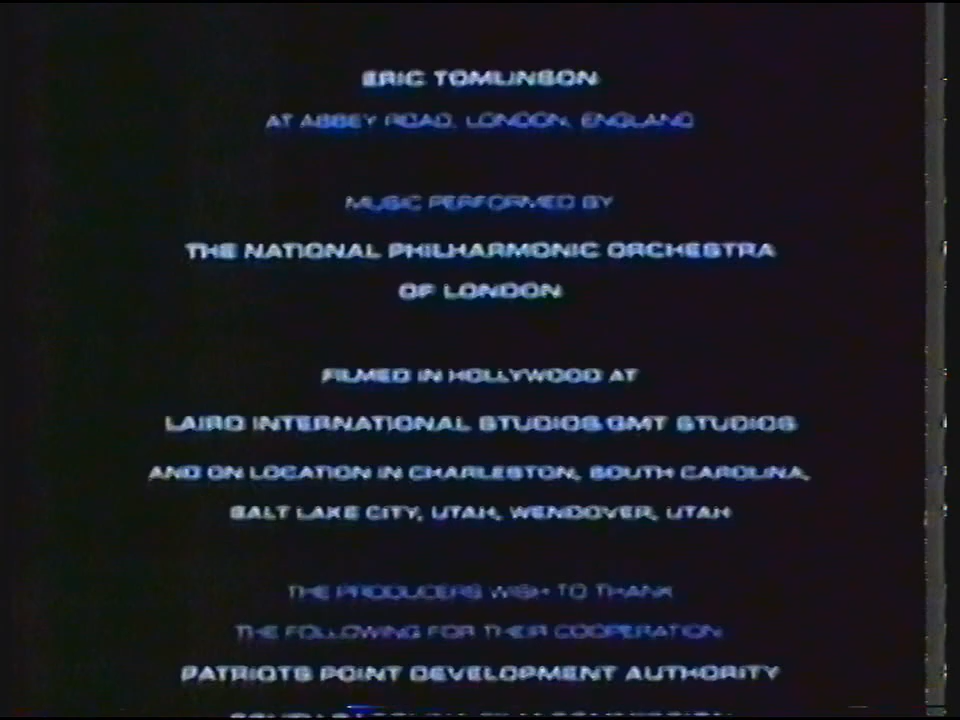 ERIC TOMLINSON
AT ABBEY ROAD, LONDON, ENGLAND
MUSIC PERFORMED BY
THE NATIONAL PHILHARMONIC ORCHESTRA
OF LONDON
FILMED IN HOLLYWOOD AT
LAIRD INTERNATIONAL STUDIOS/GMT STUDIOS
AND ON LOCATION IN CHARLESTON, SOUTH CAROLINA,
SALT LAKE CITY, UTAH, WENDOVER, UTAH
THE PRODUCERS WISH TO THANK
THE FOLLOWING FOR THEIR COOPERATION
PATRIOTS POINT DEVELOPMENT AUTHORITY